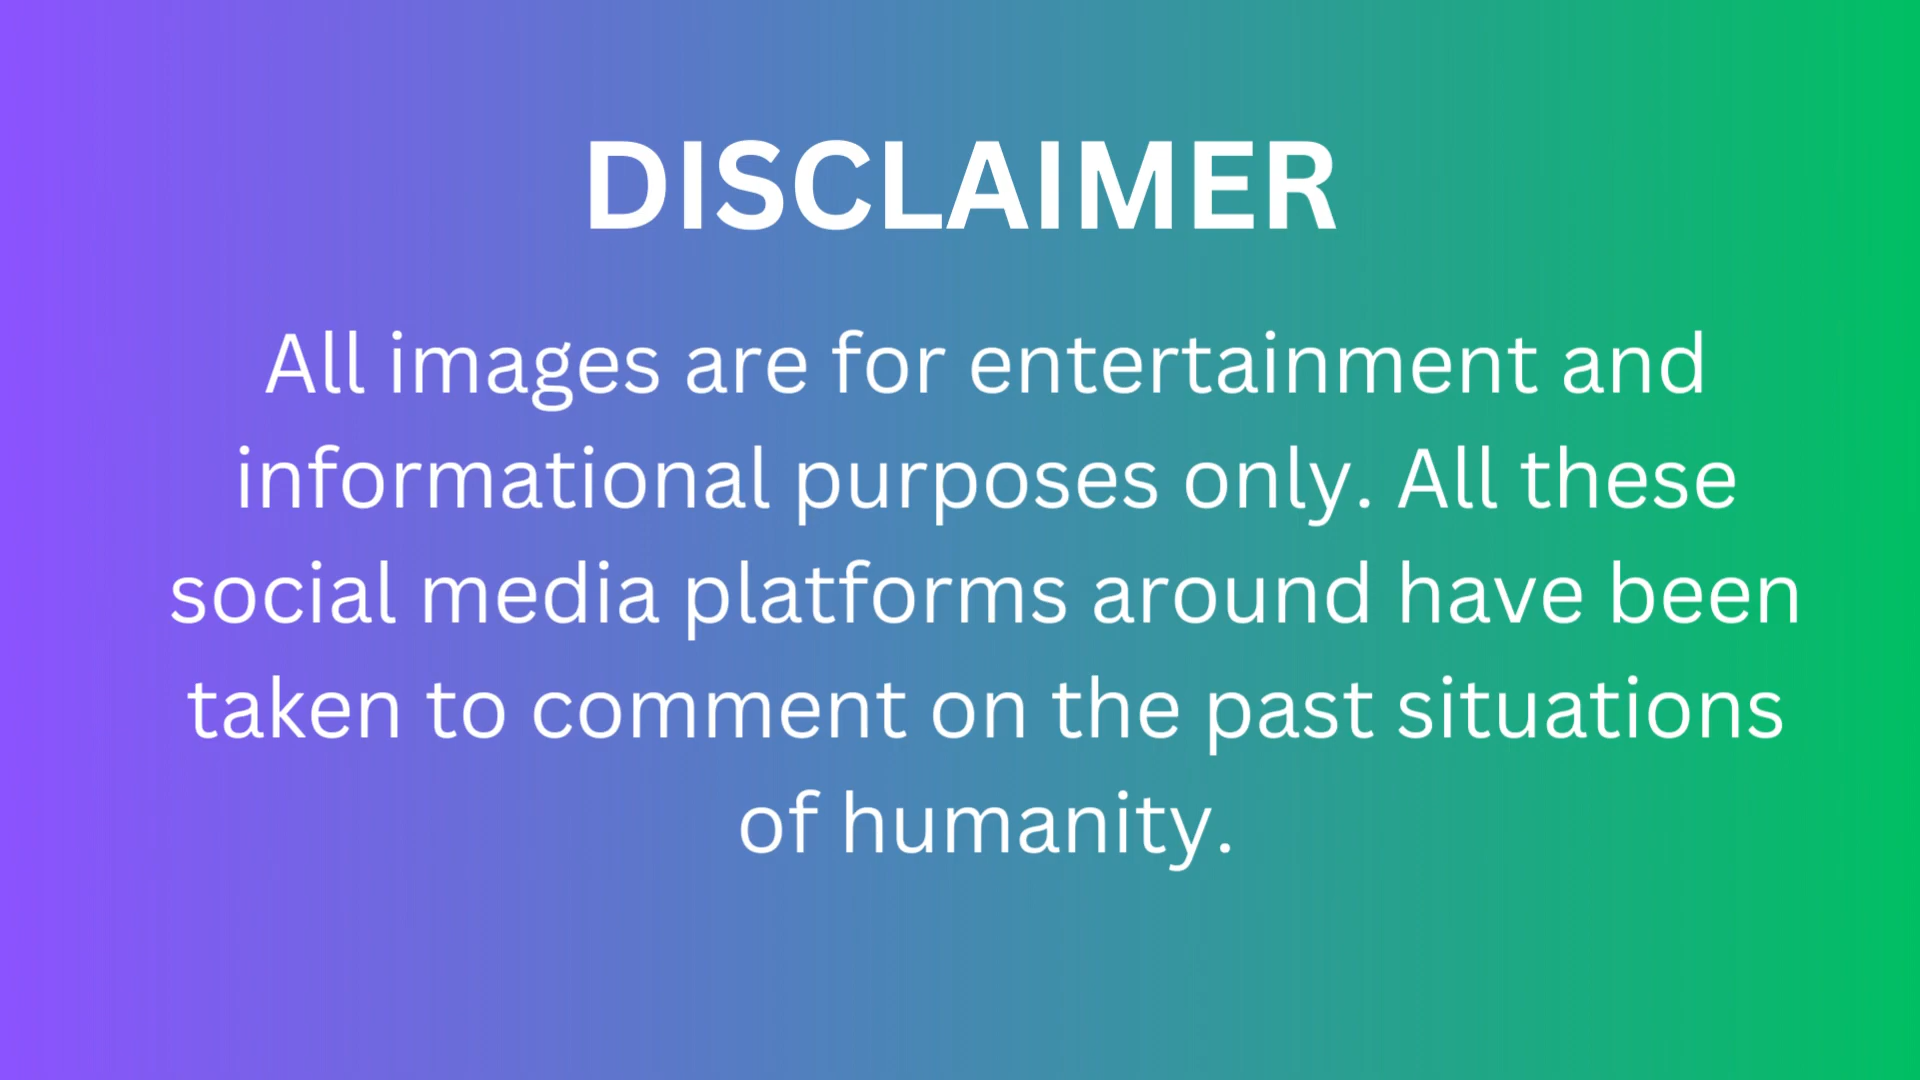 DISCLAIMER
All images are for entertainment and
informational purposes only. All these
social media platforms around have been
taken to comment on the past situations
of humanity.